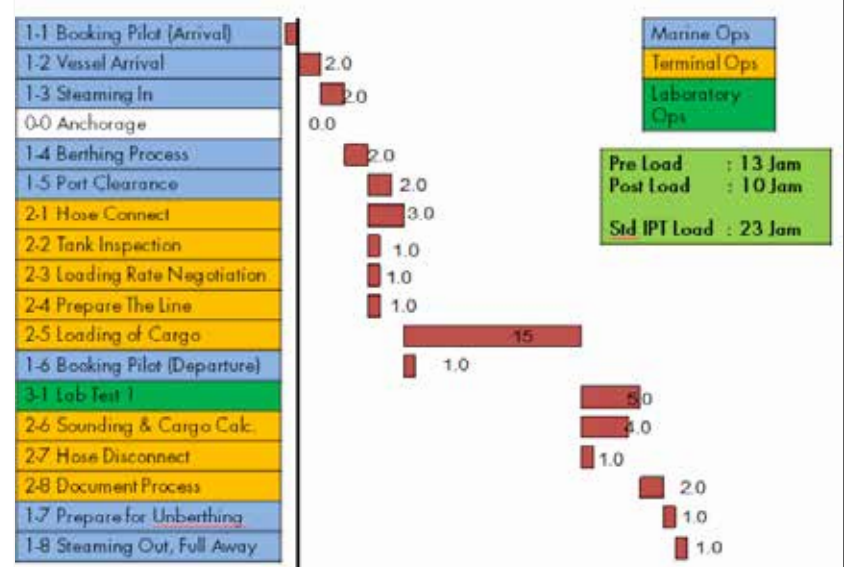 1-1 Booking Pilot (Arrival)
1-2 Vessel Arrival 2.0
1-3 Steaming In 2.0
0-0 Anchorage 0.0
1-4 Berthing Process 2.0
1-5 Port Clearance 2.0
2-1 Hose Connect 3.0
2-2 Tank Inspection 1.0
2-3 Loading Rate Negotiation 1.0
2-4 Prepare The Line 1.0
2-5 Loading of Cargo 15
1-6 Booking Pilot (Departure) 1.0
3-1 Lab Test 1 5.0
2-6 Sounding & Cargo Calc. 4.0
2-7 Hose Disconnect 1.0
2-8 Document Process 2.0
1-7 Prepare for Unberthing 1.0
1-8 Steaming Out, Full Away 1.0
Marine Ops
Terminal Ops
Laboratory
Ops
Pre Load : 13 Jam
Post Load : 10 Jam
Std IPT Load : 23 Jam